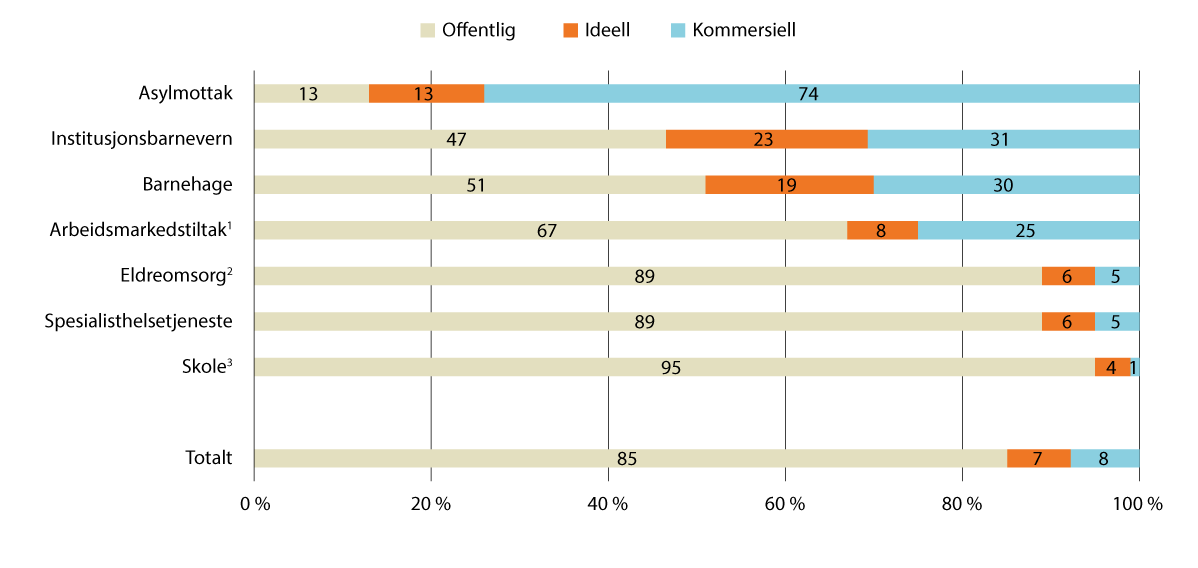 Offentlig Ideell Kommersiell
Asylmottak 13 13 74
Institusjonsbarnevern 47 23 31
Barnehage 51 19 30
Arbeidsmarkedstiltak¹ 67 8 25
Eldreomsorg² 89 6 5
Spesialisthelsetjeneste 89 6 5
Skole³ 95 4 1
Totalt 85 7 8
0 % 20 % 40 % 60 % 80 % 100 %